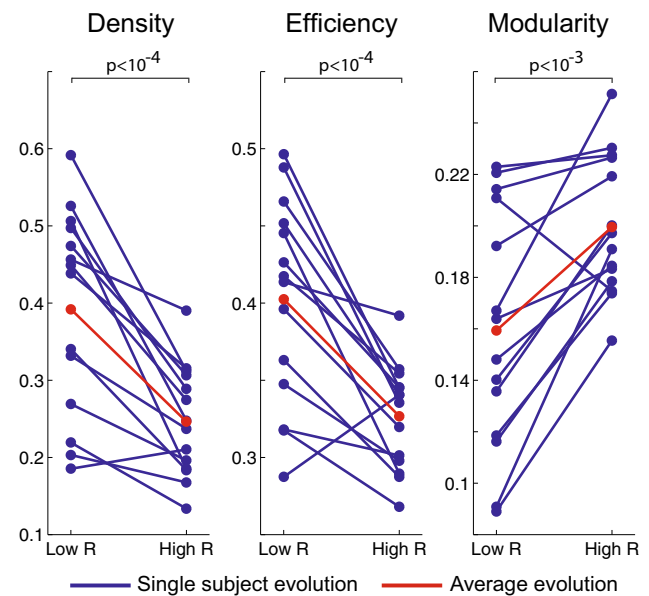 Density Efficiency Modularity
p<10⁻⁴ p<10⁻⁴ p<10⁻³
0.6 0.5 0.22
0.5
0.4 0.4 0.18
0.3 0.14
0.2 0.3 0.1
0.1
Low R High R Low R High R Low R High R
Single subject evolution Average evolution